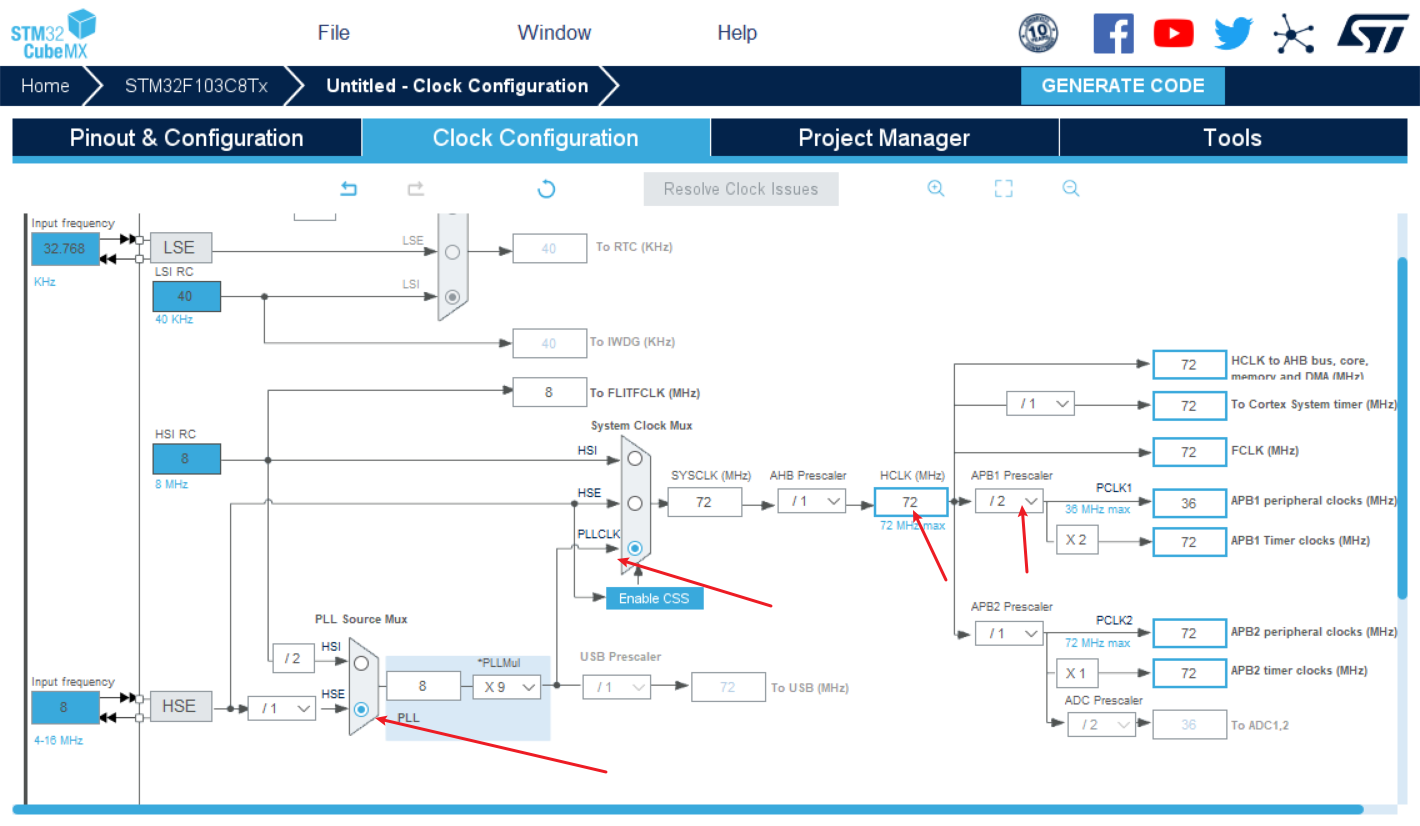 STM32
CubeMX
File
Window
Help
10
Home
STM32F103C8Tx
Untitled - Clock Configuration
GENERATE CODE
Pinout & Configuration
Clock Configuration
Project Manager
Tools
Resolve Clock Issues
Input frequency
32.768
KHz
LSE
LSI RC
40
40 KHz
LSE
LSI
40
To RTC (KHz)
40
To IWDG (KHz)
8
To FLITFCLK (MHz)
HSI RC
8
8 MHz
System Clock Mux
HSI
HSE
PLLCLK
Enable CSS
SYSCLK (MHz)
72
AHB Prescaler
/ 1
HCLK (MHz)
72
72 MHz max
72
HCLK to AHB bus, core,
memory and DMA (MHz)
/ 1
72
To Cortex System timer (MHz)
72
FCLK (MHz)
APB1 Prescaler
/ 2
PCLK1
36 MHz max
36
APB1 peripheral clocks (MHz)
X 2
72
APB1 Timer clocks (MHz)
APB2 Prescaler
/ 1
PCLK2
72 MHz max
72
APB2 peripheral clocks (MHz)
X 1
72
APB2 timer clocks (MHz)
ADC Prescaler
/ 2
36
To ADC1,2
PLL Source Mux
/ 2
HSI
HSE
Input frequency
8
4-16 MHz
HSE
/ 1
8
*PLLMul
X 9
PLL
USB Prescaler
/ 1
72
To USB (MHz)